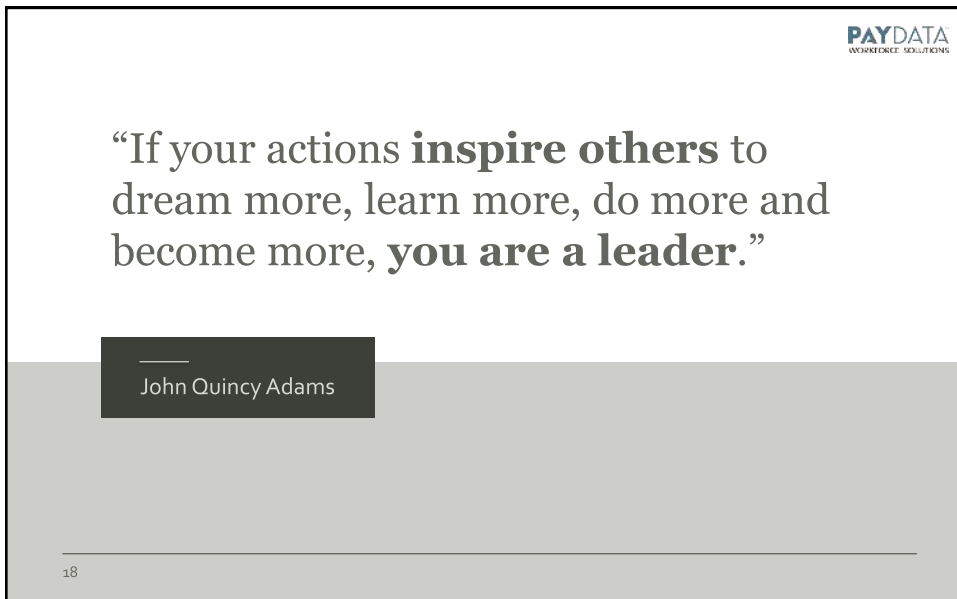 PAYDATA
WORKFORCE SOLUTIONS
“If your actions inspire others to
dream more, learn more, do more and
become more, you are a leader.”
John Quincy Adams
18